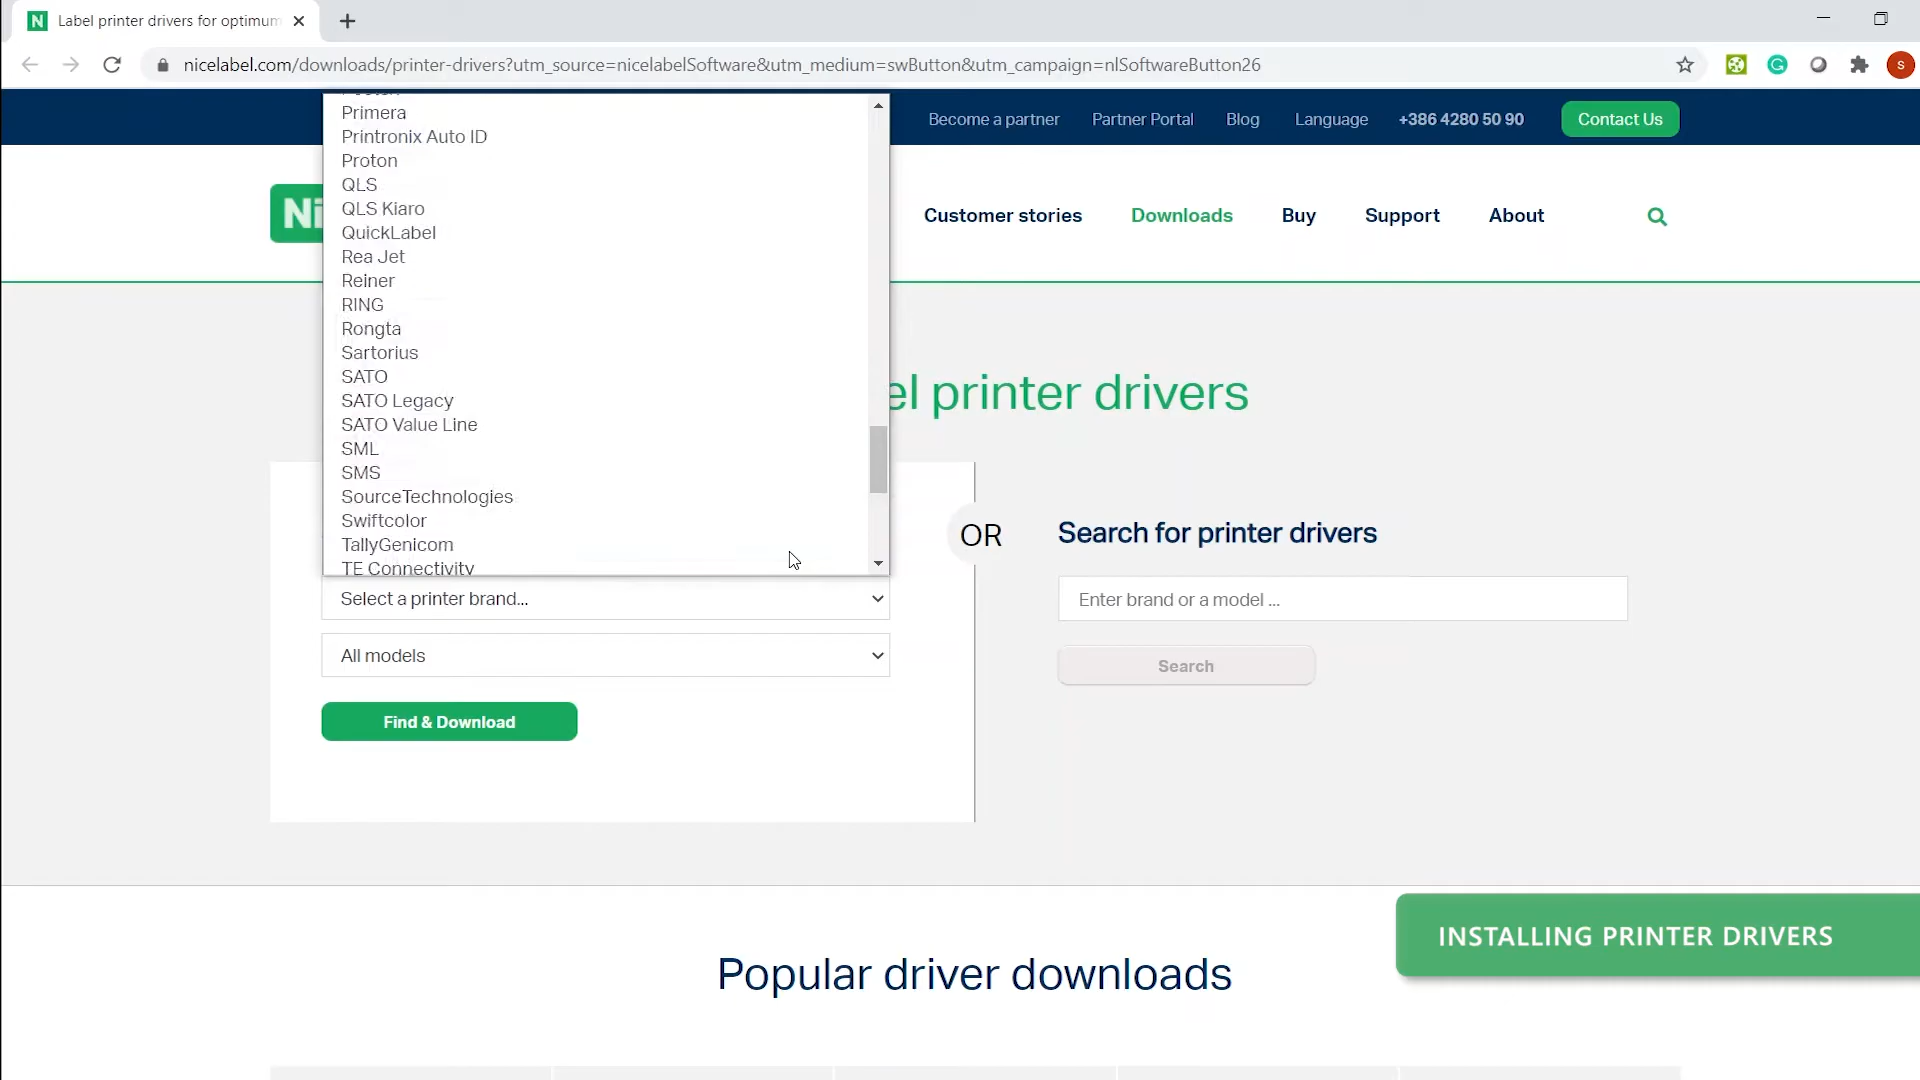 Label printer drivers for optimum
nicelabel.com/downloads/printer-drivers?utm_source=nicelabelSoftware&utm_medium=swButton&utm_campaign=nlSoftwareButton26
S
Become a partner
Partner Portal
Blog
Language
+386 4280 50 90
Contact Us
Ni
Customer stories
Downloads
Buy
Support
About
Primera
Printronix Auto ID
Proton
QLS
QLS Kiaro
QuickLabel
Rea Jet
Reiner
RING
Rongta
Sartorius
SATO
SATO Legacy
SATO Value Line
SML
SMS
SourceTechnologies
Swiftcolor
TallyGenicom
TE Connectivity
el printer drivers
Select a printer brand...
All models
Find & Download
OR
Search for printer drivers
Enter brand or a model ...
Search
INSTALLING PRINTER DRIVERS
Popular driver downloads